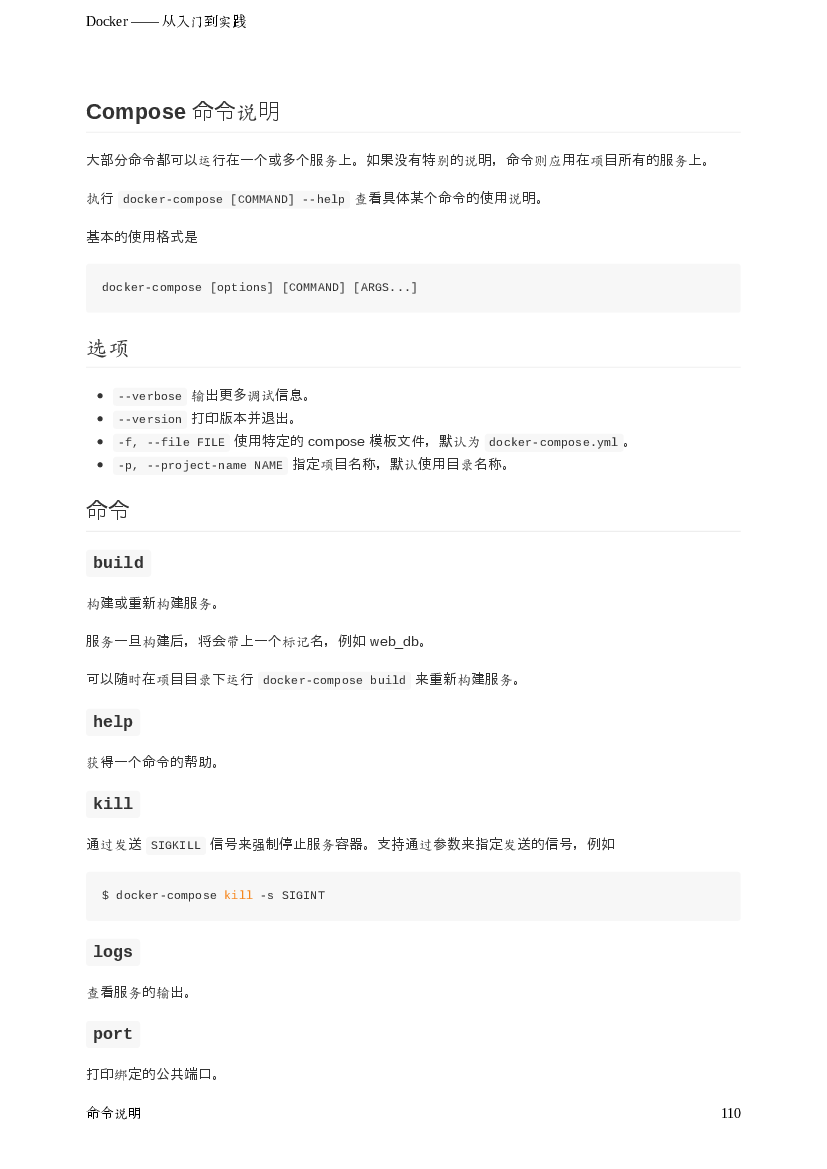 Docker —— 从入门到实践
Compose 命令说明
大部分命令都可以运行在一个或多个服务上。如果没有特别的说明，命令则应用在项目所有的服务上。
执行 docker-compose [COMMAND] --help 查看具体某个命令的使用说明。
基本的使用格式是
docker-compose [options] [COMMAND] [ARGS...]
选项
• --verbose 输出更多调试信息。
• --version 打印版本并退出。
• -f, --file FILE 使用特定的 compose 模板文件，默认为 docker-compose.yml 。
• -p, --project-name NAME 指定项目名称，默认使用目录名称。
命令
build
构建或重新构建服务。
服务一旦构建后，将会带上一个标记名，例如 web_db。
可以随时在项目目录下运行 docker-compose build 来重新构建服务。
help
获得一个命令的帮助。
kill
通过发送 SIGKILL 信号来强制停止服务容器。支持通过参数来指定发送的信号，例如
$ docker-compose kill -s SIGINT
logs
查看服务的输出。
port
打印绑定的公共端口。
命令说明 110